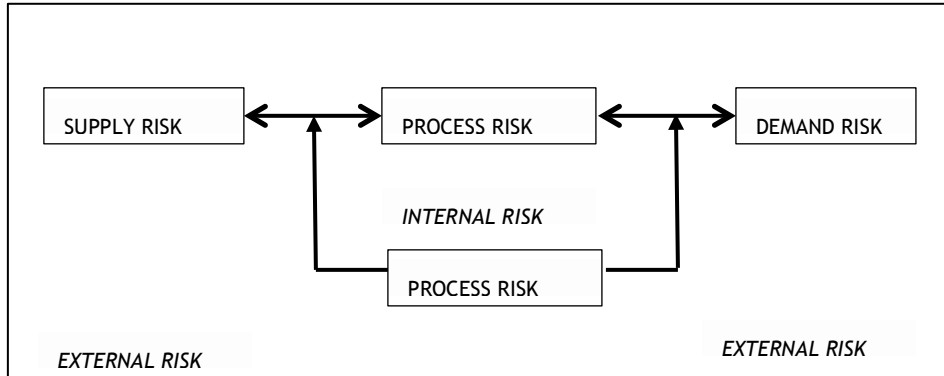 SUPPLY RISK
PROCESS RISK
DEMAND RISK
INTERNAL RISK
PROCESS RISK
EXTERNAL RISK
EXTERNAL RISK